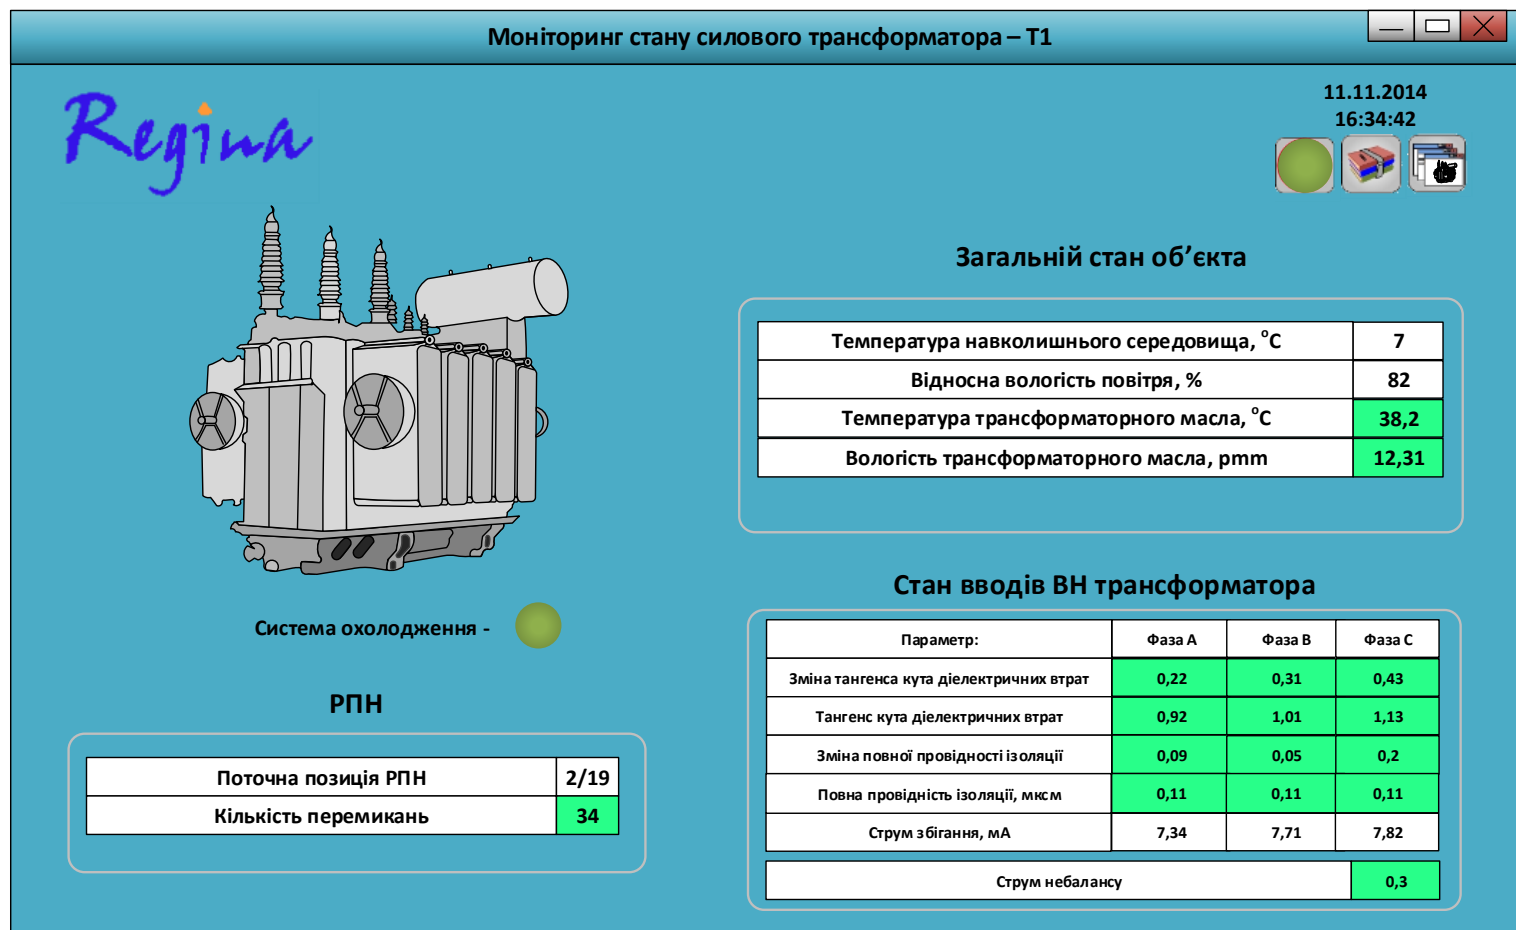 Моніторинг стану силового трансформатора – Т1
Regina
11.11.2014
16:34:42
Загальній стан об’єкта
Температура навколишнього середовища, °С 7
Відносна вологість повітря, % 82
Температура трансформаторного масла, °С 38,2
Вологість трансформаторного масла, pmm 12,31
Система охолодження -
РПН
Поточна позиція РПН 2/19
Кількість перемикань 34
Стан вводів ВН трансформатора
Параметр: Фаза А Фаза В Фаза С
Зміна тангенса кута діелектричних втрат 0,22 0,31 0,43
Тангенс кута діелектричних втрат 0,92 1,01 1,13
Зміна повної провідності ізоляції 0,09 0,05 0,2
Повна провідність ізоляції, мксм 0,11 0,11 0,11
Струм збігання, мА 7,34 7,71 7,82
Струм небалансу 0,3